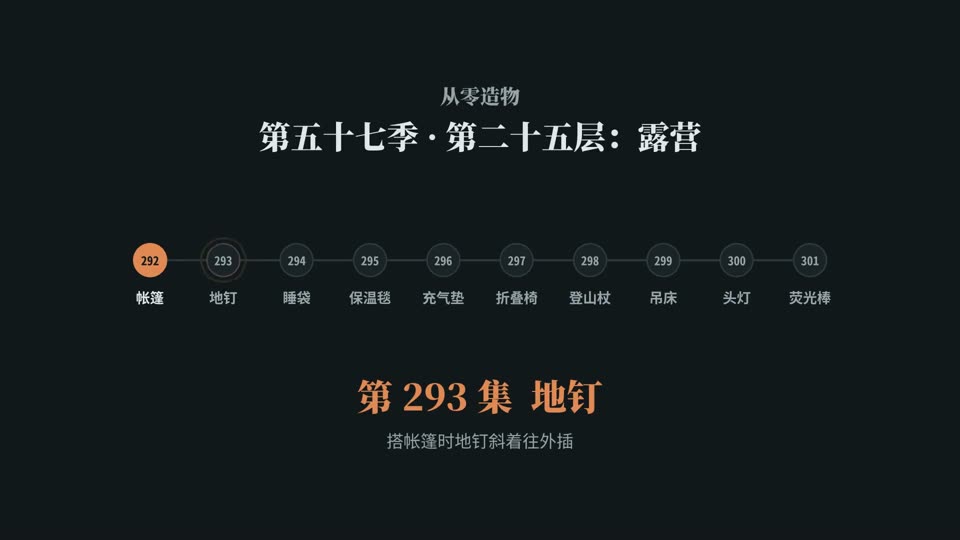 从零造物
第五十七季 · 第二十五层：露营
292 293 294 295 296 297 298 299 300 301
帐篷 地钉 睡袋 保温毯 充气垫 折叠椅 登山杖 吊床 头灯 荧光棒
第 293 集 地钉
搭帐篷时地钉斜着往外插